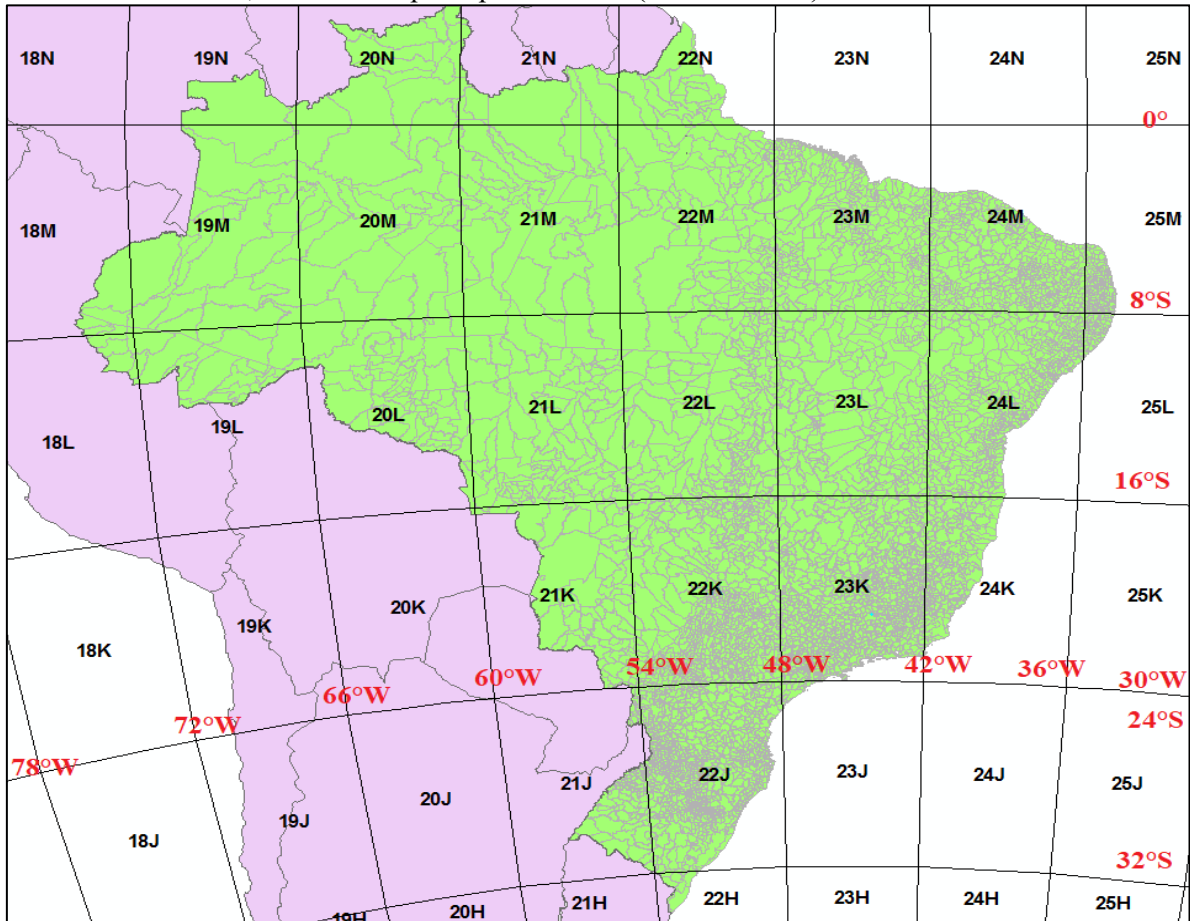 18N 19N 20N 21N 22N 23N 24N 25N
0°
18M 19M 20M 21M 22M 23M 24M 25M
8°S
18L 19L 20L 21L 22L 23L 24L 25L
16°S
18K 19K 20K 21K 22K 23K 24K 25K
78°W 72°W 66°W 60°W 54°W 48°W 42°W 36°W 30°W
24°S
18J 19J 20J 21J 22J 23J 24J 25J
32°S
19H 20H 21H 22H 23H 24H 25H